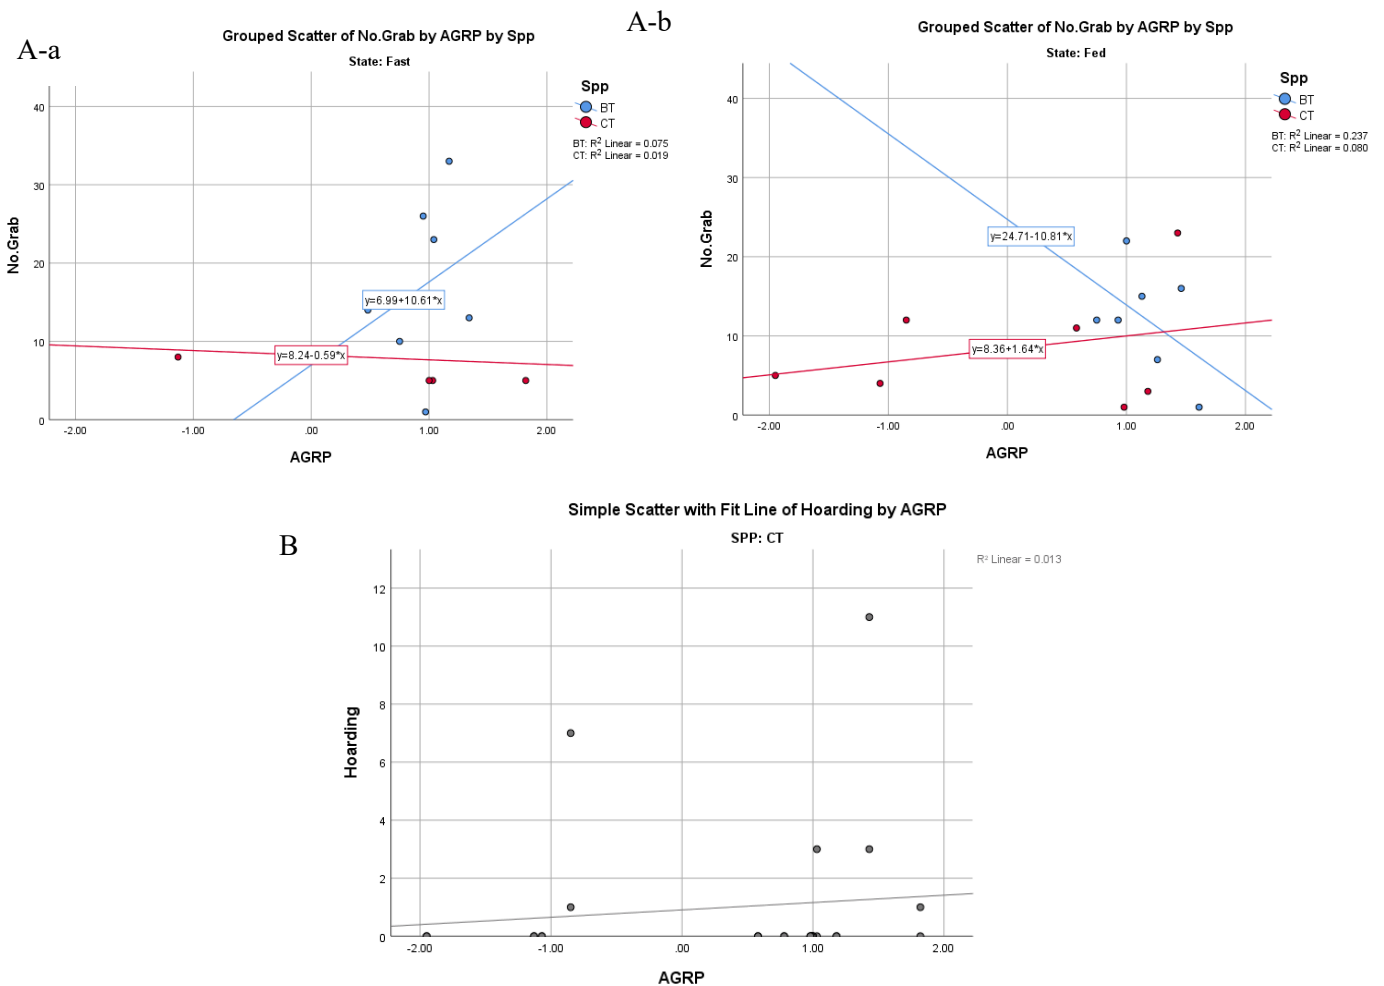 A-a
Grouped Scatter of No.Grab by AGRP by Spp
State: Fast
Spp
BT
CT
BT: R² Linear = 0.075
CT: R² Linear = 0.019
No.Grab
40
30
20
10
0
y=6.99+10.61*x
y=8.24-0.59*x
-2.00 -1.00 .00 1.00 2.00
AGRP
A-b
Grouped Scatter of No.Grab by AGRP by Spp
State: Fed
Spp
BT
CT
BT: R² Linear = 0.237
CT: R² Linear = 0.080
No.Grab
40
30
20
10
0
y=24.71-10.81*x
y=8.36+1.64*x
-2.00 -1.00 .00 1.00 2.00
AGRP
B
Simple Scatter with Fit Line of Hoarding by AGRP
SPP: CT
R² Linear = 0.013
Hoarding
12
10
8
6
4
2
0
-2.00 -1.00 .00 1.00 2.00
AGRP